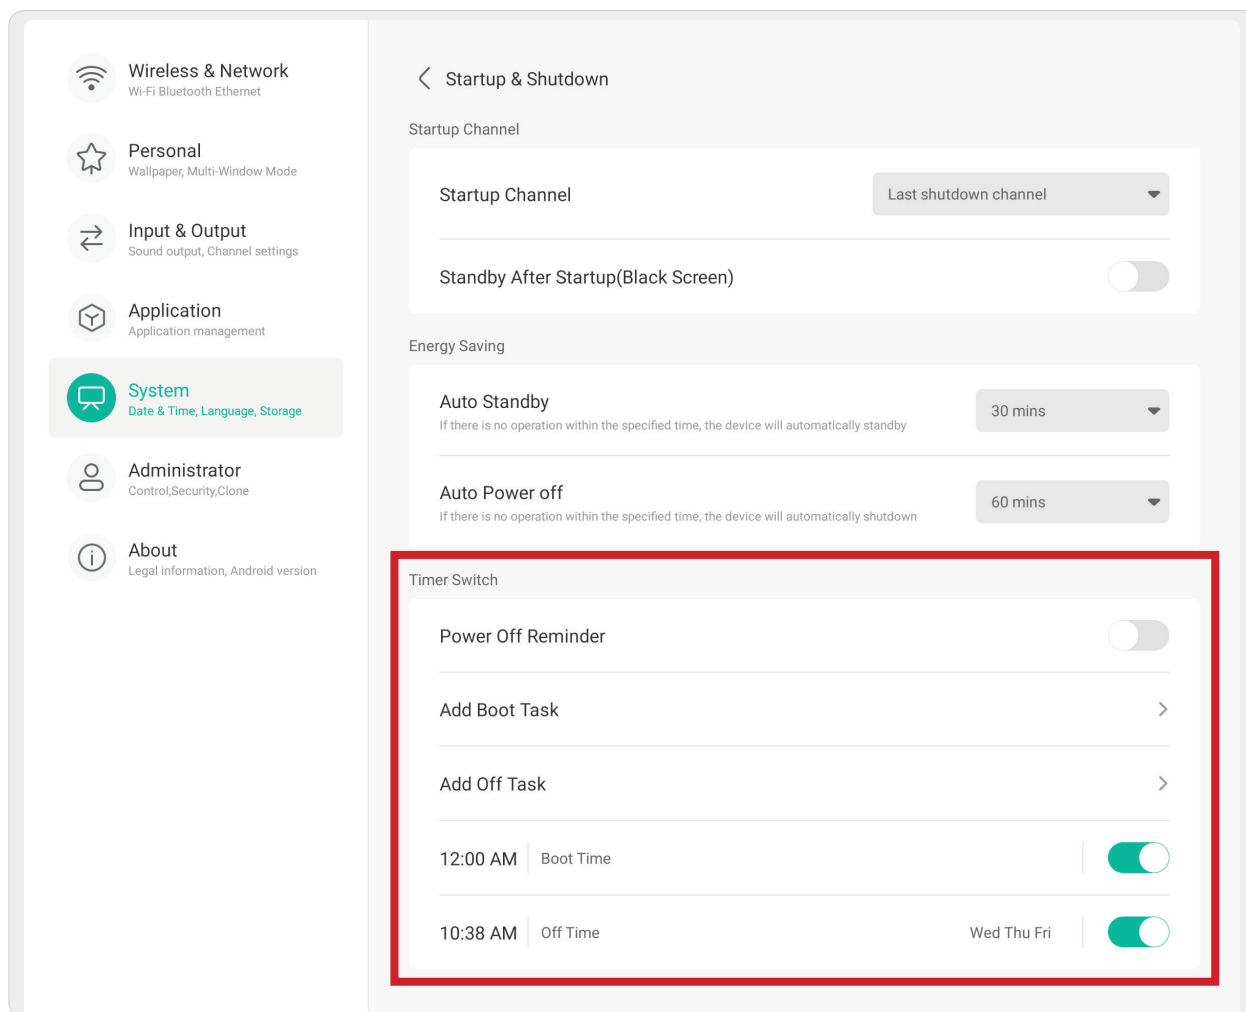 Wireless & Network
Wi-Fi Bluetooth Ethernet
Personal
Wallpaper, Multi-Window Mode
Input & Output
Sound output, Channel settings
Application
Application management
System
Date & Time, Language, Storage
Administrator
Control,Security,Clone
About
Legal information, Android version
Startup & Shutdown
Startup Channel
Startup Channel
Last shutdown channel
Standby After Startup(Black Screen)
Energy Saving
Auto Standby
If there is no operation within the specified time, the device will automatically standby
30 mins
Auto Power off
If there is no operation within the specified time, the device will automatically shutdown
60 mins
Timer Switch
Power Off Reminder
Add Boot Task
Add Off Task
12:00 AM Boot Time
10:38 AM Off Time Wed Thu Fri